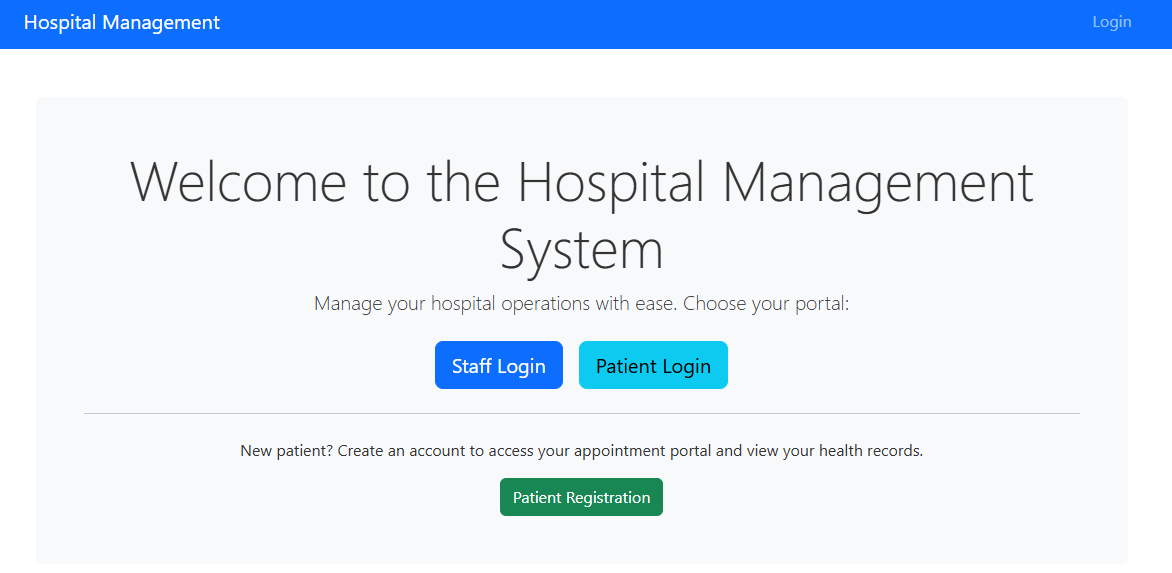 Hospital Management
Login
Welcome to the Hospital Management
System
Manage your hospital operations with ease. Choose your portal:
Staff Login
Patient Login
New patient? Create an account to access your appointment portal and view your health records.
Patient Registration